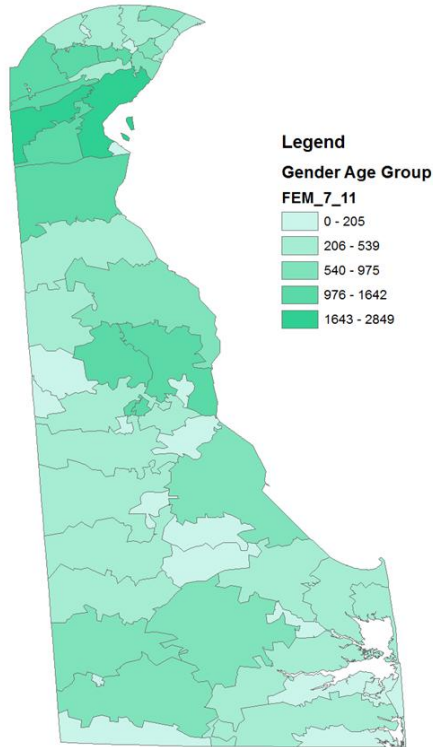 Legend
Gender Age Group
FEM_7_11
0 - 205
206 - 539
540 - 975
976 - 1642
1643 - 2849